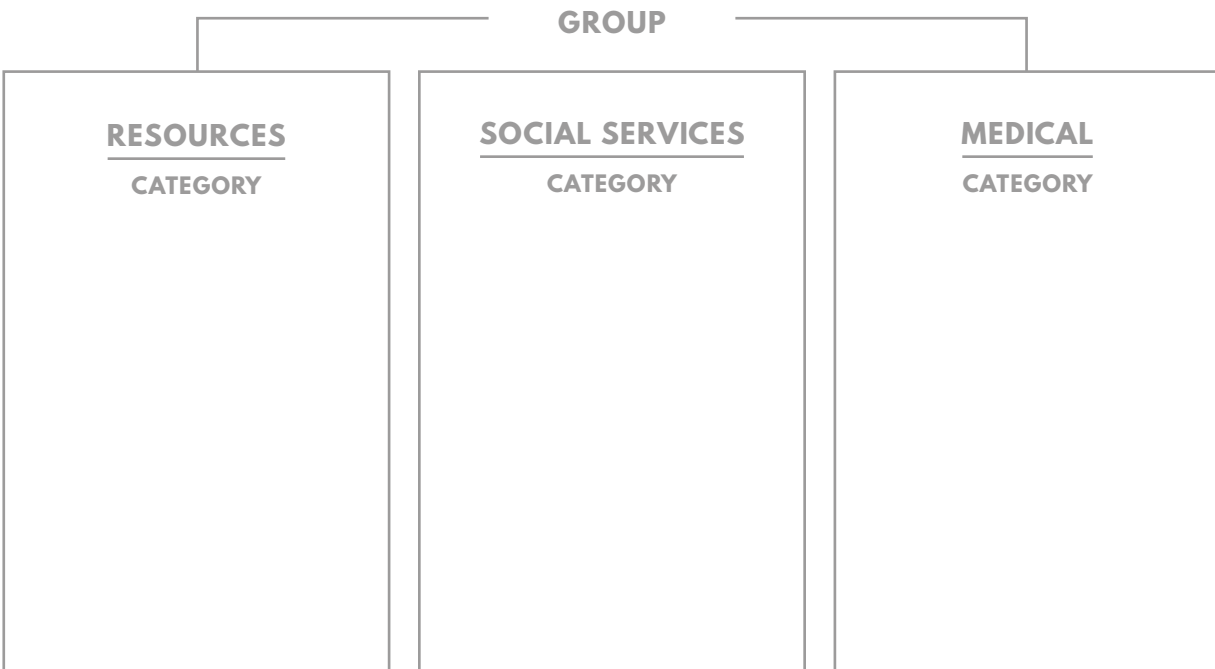 GROUP
RESOURCES
CATEGORY
SOCIAL SERVICES
CATEGORY
MEDICAL
CATEGORY